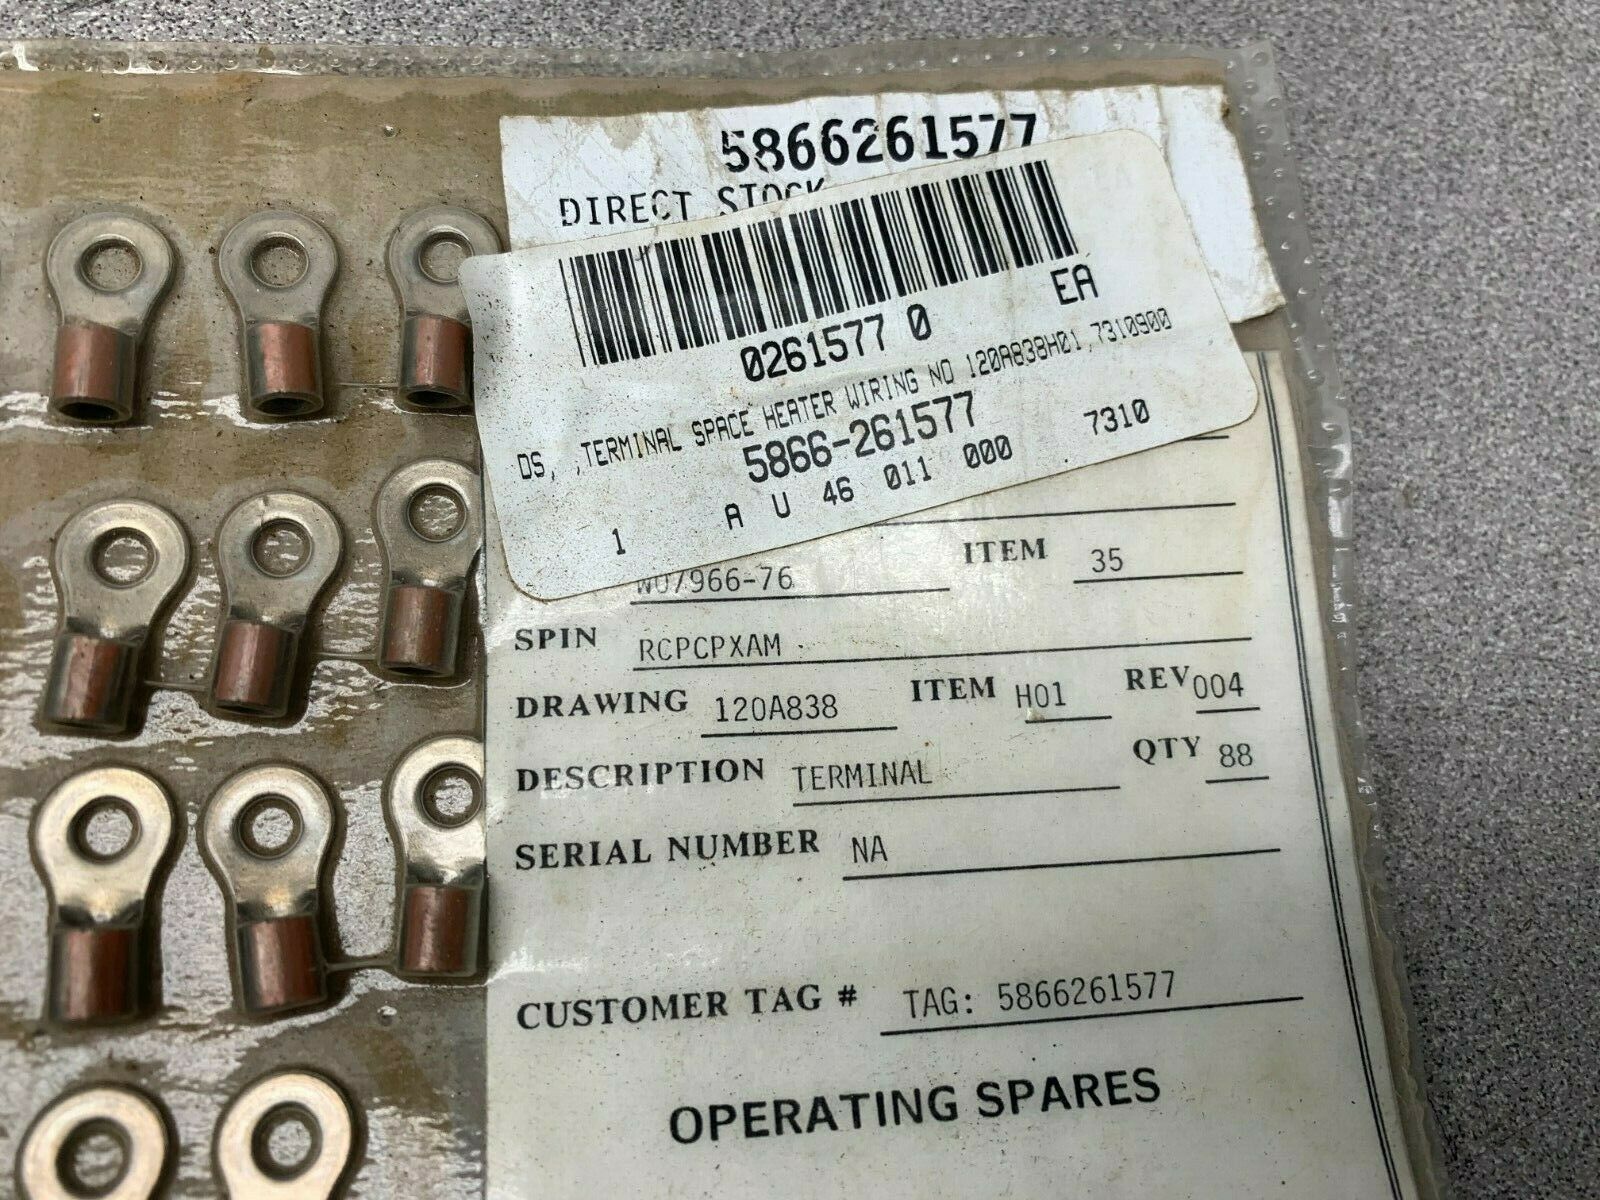 5866261577
DIRECT STOCK
0261577 0 EA
DS, ,TERMINAL SPACE HEATER WIRING NO 120A838H01,7310900
5866-261577
1 A U 46 011 000 7310
W07966-76 ITEM 35
SPIN RCPCPXAM
DRAWING 120A838 ITEM H01 REV 004
DESCRIPTION TERMINAL QTY 88
SERIAL NUMBER NA
CUSTOMER TAG # TAG: 5866261577
OPERATING SPARES